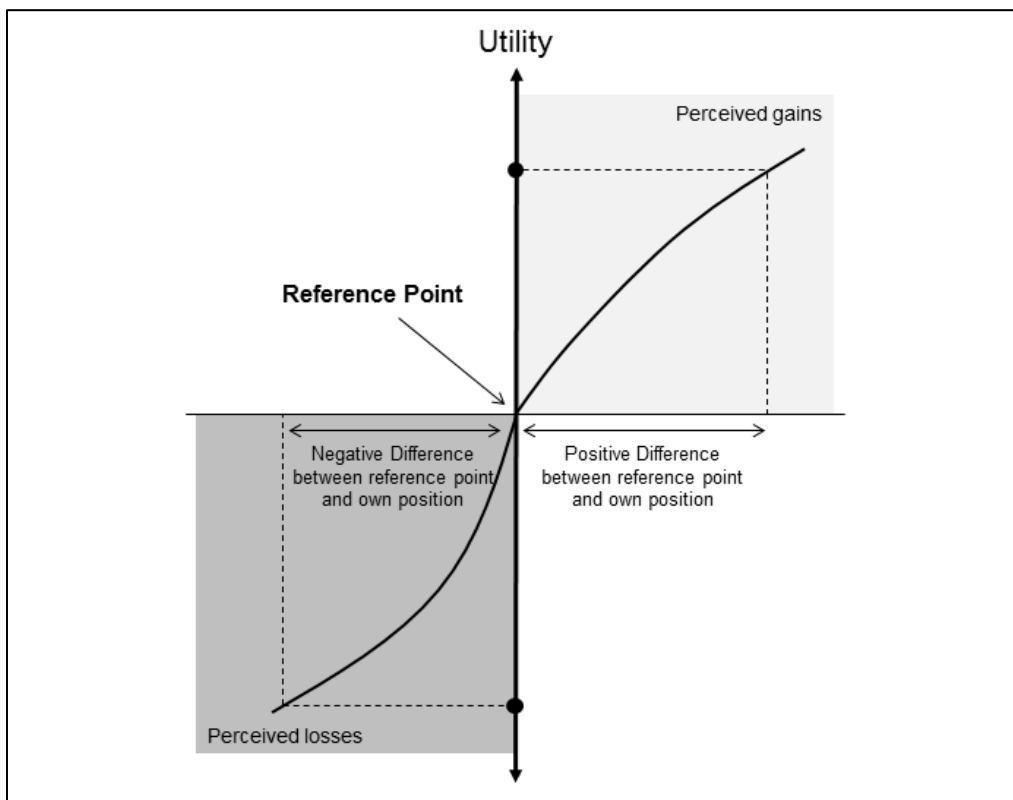 Utility
Perceived gains
Reference Point
Negative Difference
between reference point
and own position
Positive Difference
between reference point
and own position
Perceived losses